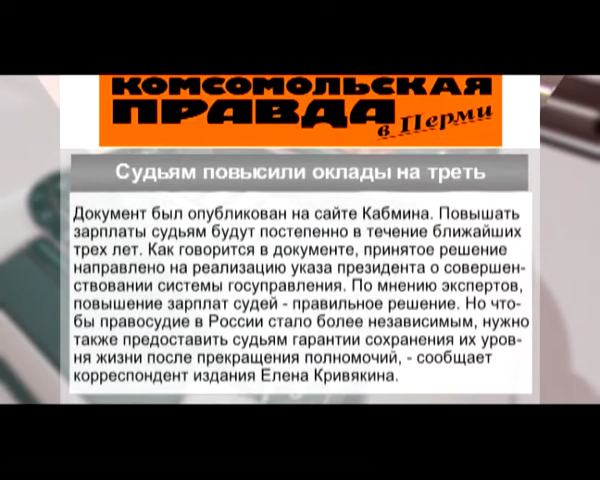 КОМСОМОЛЬСКАЯ
ПРАВДА
в Перми
Судьям повысили оклады на треть
Документ был опубликован на сайте Кабмина. Повышать
зарплаты судьям будут постепенно в течение ближайших
трех лет. Как говорится в документе, принятое решение
направлено на реализацию указа президента о совершен-
ствовании системы госуправления. По мнению экспертов,
повышение зарплат судей - правильное решение. Но что-
бы правосудие в России стало более независимым, нужно
также предоставить судьям гарантии сохранения их уров-
ня жизни после прекращения полномочий, - сообщает
корреспондент издания Елена Кривякина.